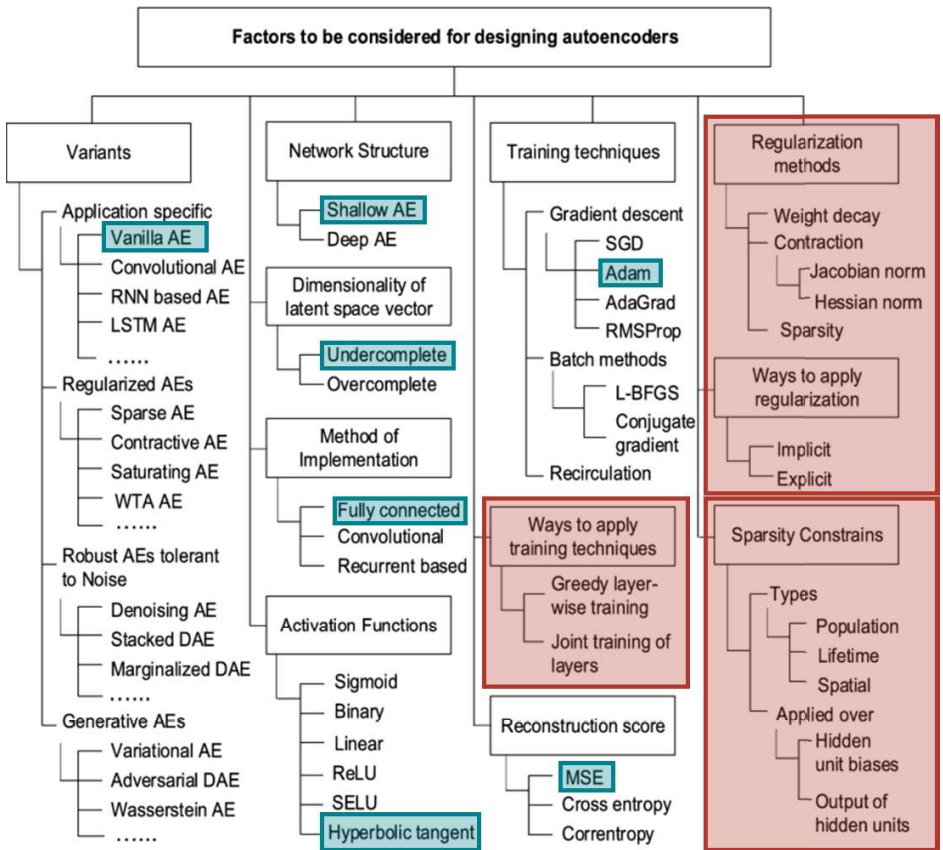 Factors to be considered for designing autoencoders
Variants
Application specific
Vanilla AE
Convolutional AE
RNN based AE
LSTM AE
......
Regularized AEs
Sparse AE
Contractive AE
Saturating AE
WTA AE
......
Robust AEs tolerant
to Noise
Denoising AE
Stacked DAE
Marginalized DAE
......
Generative AEs
Variational AE
Adversarial DAE
Wasserstein AE
......
Network Structure
Shallow AE
Deep AE
Dimensionality of
latent space vector
Undercomplete
Overcomplete
Method of
Implementation
Fully connected
Convolutional
Recurrent based
Activation Functions
Sigmoid
Binary
Linear
ReLU
SELU
Hyperbolic tangent
Training techniques
Gradient descent
SGD
Adam
AdaGrad
RMSProp
Batch methods
L-BFGS
Conjugate
gradient
Recirculation
Ways to apply
training techniques
Greedy layer-
wise training
Joint training of
layers
Reconstruction score
MSE
Cross entropy
Correntropy
Regularization
methods
Weight decay
Contraction
Jacobian norm
Hessian norm
Sparsity
Ways to apply
regularization
Implicit
Explicit
Sparsity Constrains
Types
Population
Lifetime
Spatial
Applied over
Hidden
unit biases
Output of
hidden units